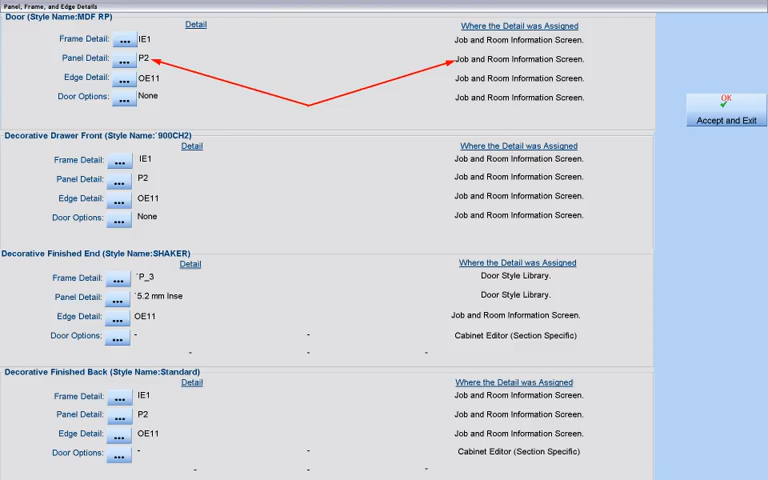 Panel, Frame, and Edge Details
Door (Style Name:MDF RP)
Detail Where the Detail was Assigned
Frame Detail: ... IE1 Job and Room Information Screen.
Panel Detail: ... P2 Job and Room Information Screen.
Edge Detail: ... OE11 Job and Room Information Screen.
Door Options: ... None Job and Room Information Screen.
OK
Accept and Exit
Decorative Drawer Front (Style Name:`900CH2)
Detail Where the Detail was Assigned
Frame Detail: ... IE1 Job and Room Information Screen.
Panel Detail: ... P2 Job and Room Information Screen.
Edge Detail: ... OE11 Job and Room Information Screen.
Door Options: ... None Job and Room Information Screen.
Decorative Finished End (Style Name:SHAKER)
Detail Where the Detail was Assigned
Frame Detail: ... `P_3 Door Style Library.
Panel Detail: ... `5.2 mm Inse Door Style Library.
Edge Detail: ... OE11 Job and Room Information Screen.
Door Options: ... - - Cabinet Editor (Section Specific)
- - -
Decorative Finished Back (Style Name:Standard)
Detail Where the Detail was Assigned
Frame Detail: ... IE1 Job and Room Information Screen.
Panel Detail: ... P2 Job and Room Information Screen.
Edge Detail: ... OE11 Job and Room Information Screen.
Door Options: ... - - Cabinet Editor (Section Specific)
- - -